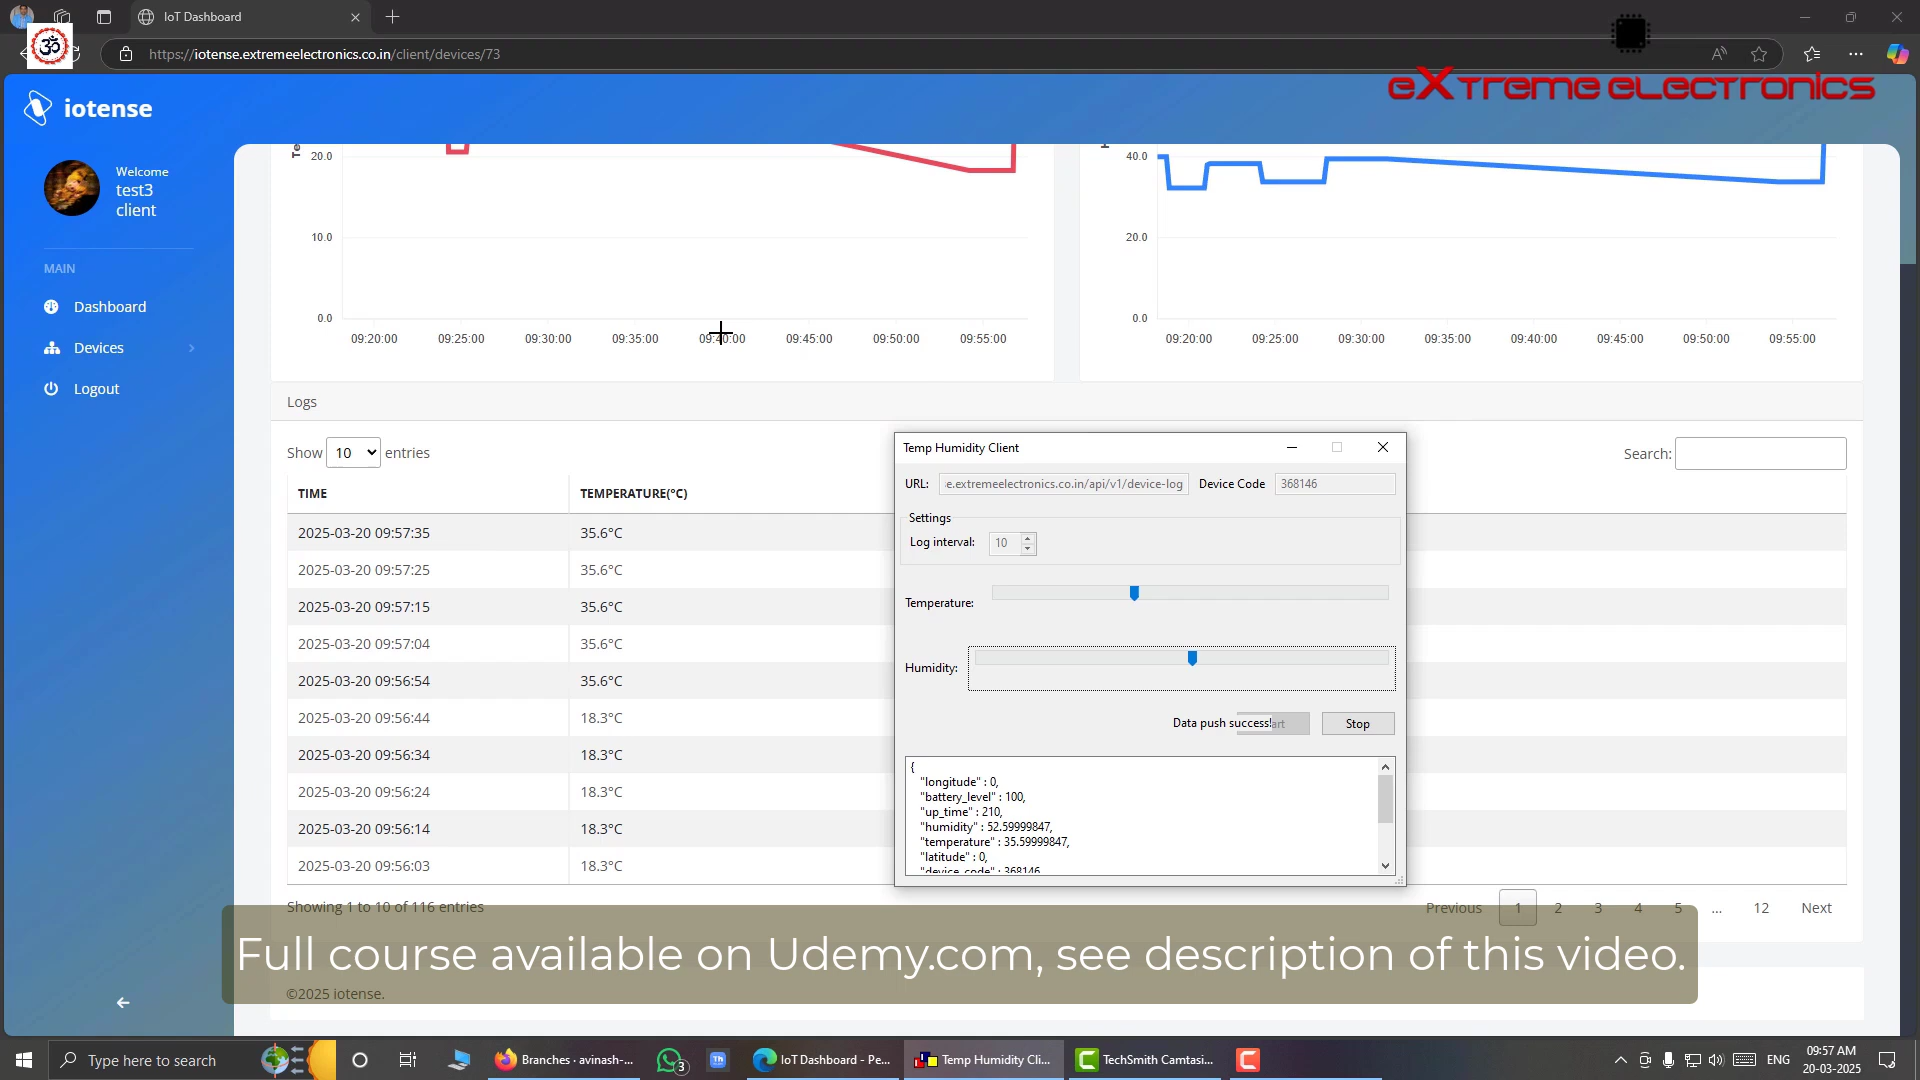 IoT Dashboard
https://iotense.extremeelectronics.co.in/client/devices/73
eXtreme eLectronics
iotense
Welcome
test3
client
MAIN
Dashboard
Devices
Logout
20.0
10.0
0.0
09:20:00 09:25:00 09:30:00 09:35:00 09:40:00 09:45:00 09:50:00 09:55:00
40.0
20.0
0.0
09:20:00 09:25:00 09:30:00 09:35:00 09:40:00 09:45:00 09:50:00 09:55:00
Logs
Show 10 entries
Search:
TIME TEMPERATURE(°C)
2025-03-20 09:57:35 35.6°C
2025-03-20 09:57:25 35.6°C
2025-03-20 09:57:15 35.6°C
2025-03-20 09:57:04 35.6°C
2025-03-20 09:56:54 35.6°C
2025-03-20 09:56:44 18.3°C
2025-03-20 09:56:34 18.3°C
2025-03-20 09:56:24 18.3°C
2025-03-20 09:56:14 18.3°C
2025-03-20 09:56:03 18.3°C
Showing 1 to 10 of 116 entries
Previous 1 2 3 4 5 ... 12 Next
Temp Humidity Client
URL: e.extremeelectronics.co.in/api/v1/device-log Device Code 368146
Settings
Log interval: 10
Temperature:
Humidity:
Data push success! art Stop
{
"longitude" : 0,
"battery_level" : 100,
"up_time" : 210,
"humidity" : 52.59999847,
"temperature" : 35.59999847,
"latitude" : 0,
"device_code" : 368146
Full course available on Udemy.com, see description of this video.
©2025 iotense.
Type here to search
Branches · avinash-...
3
IoT Dashboard - Pe...
Temp Humidity Cli...
TechSmith Camtasi...
ENG
09:57 AM
20-03-2025